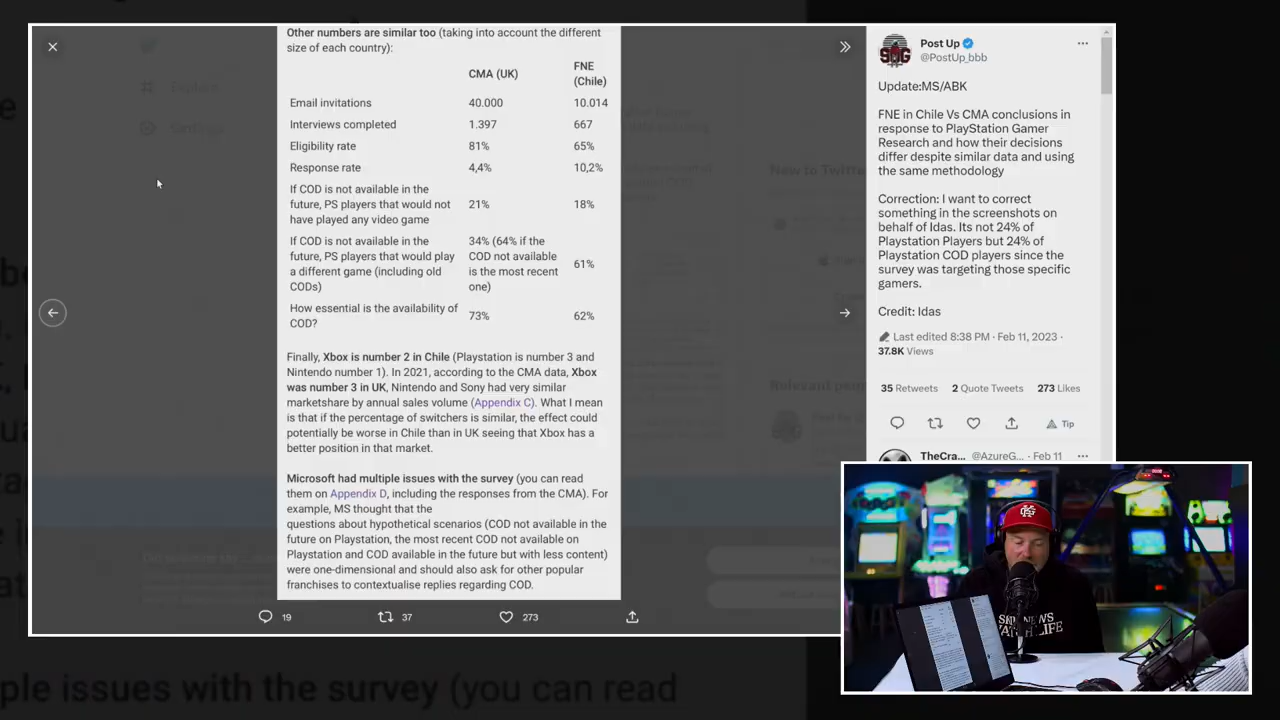 Other numbers are similar too (taking into account the different
size of each country):
CMA (UK)
FNE
(Chile)
Email invitations 40.000 10.014
Interviews completed 1.397 667
Eligibility rate 81% 65%
Response rate 4,4% 10,2%
If COD is not available in the
future, PS players that would not 21% 18%
have played any video game
If COD is not available in the 34% (64% if the
future, PS players that would play COD not available
a different game (including old is the most recent 61%
CODs) one)
How essential is the availability of
COD? 73% 62%
Finally, Xbox is number 2 in Chile (Playstation is number 3 and
Nintendo number 1). In 2021, according to the CMA data, Xbox
was number 3 in UK, Nintendo and Sony had very similar
marketshare by annual sales volume (Appendix C). What I mean
is that if the percentage of switchers is similar, the effect could
potentially be worse in Chile than in UK seeing that Xbox has a
better position in that market.
Microsoft had multiple issues with the survey (you can read
them on Appendix D, including the responses from the CMA). For
example, MS thought that the
questions about hypothetical scenarios (COD not available in the
future on Playstation, the most recent COD not available on
Playstation and COD available in the future but with less content)
were one-dimensional and should also ask for other popular
franchises to contextualise replies regarding COD.
19 37 273
Post Up
@PostUp_bbb
Update:MS/ABK
FNE in Chile Vs CMA conclusions in
response to PlayStation Gamer
Research and how their decisions
differ despite similar data and using
the same methodology
Correction: I want to correct
something in the screenshots on
behalf of Idas. Its not 24% of
Playstation Players but 24% of
Playstation COD players since the
survey was targeting those specific
gamers.
Credit: Idas
Last edited 8:38 PM · Feb 11, 2023 ·
37.8K Views
35 Retweets 2 Quote Tweets 273 Likes
Tip
TheCra... @AzureG... · Feb 11
Explore
Settings
New to Twitter
Relevant peop
ple issues with the survey (you can read